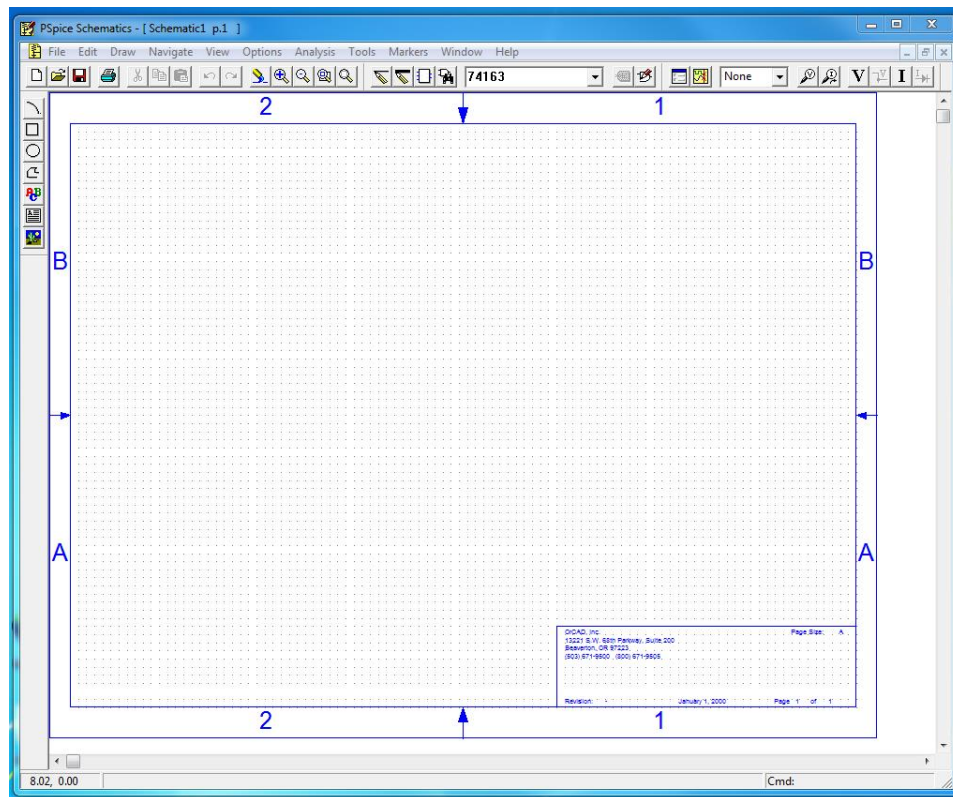 PSpice Schematics - [ Schematic1 p.1 ]
File Edit Draw Navigate View Options Analysis Tools Markers Window Help
74163 None V I
2 1
B B
A A
OrCAD, Inc. Page Size: A
13221 S.W. 68th Parkway, Suite 200
Beaverton, OR 97223
(503) 671-9500 (800) 671-9505
Revision: - January 1, 2000 Page 1 of 1
2 1
8.02, 0.00 Cmd: